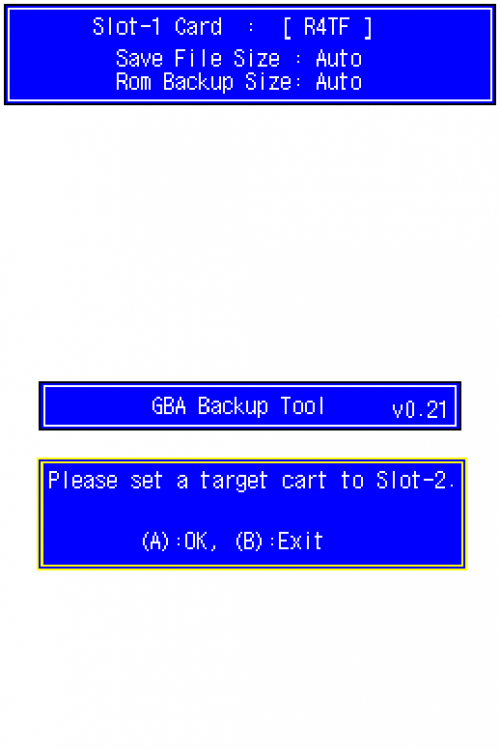 Slot-1 Card : [ R4TF ]
Save File Size : Auto
Rom Backup Size: Auto
GBA Backup Tool v0.21
Please set a target cart to Slot-2.
(A):OK, (B):Exit